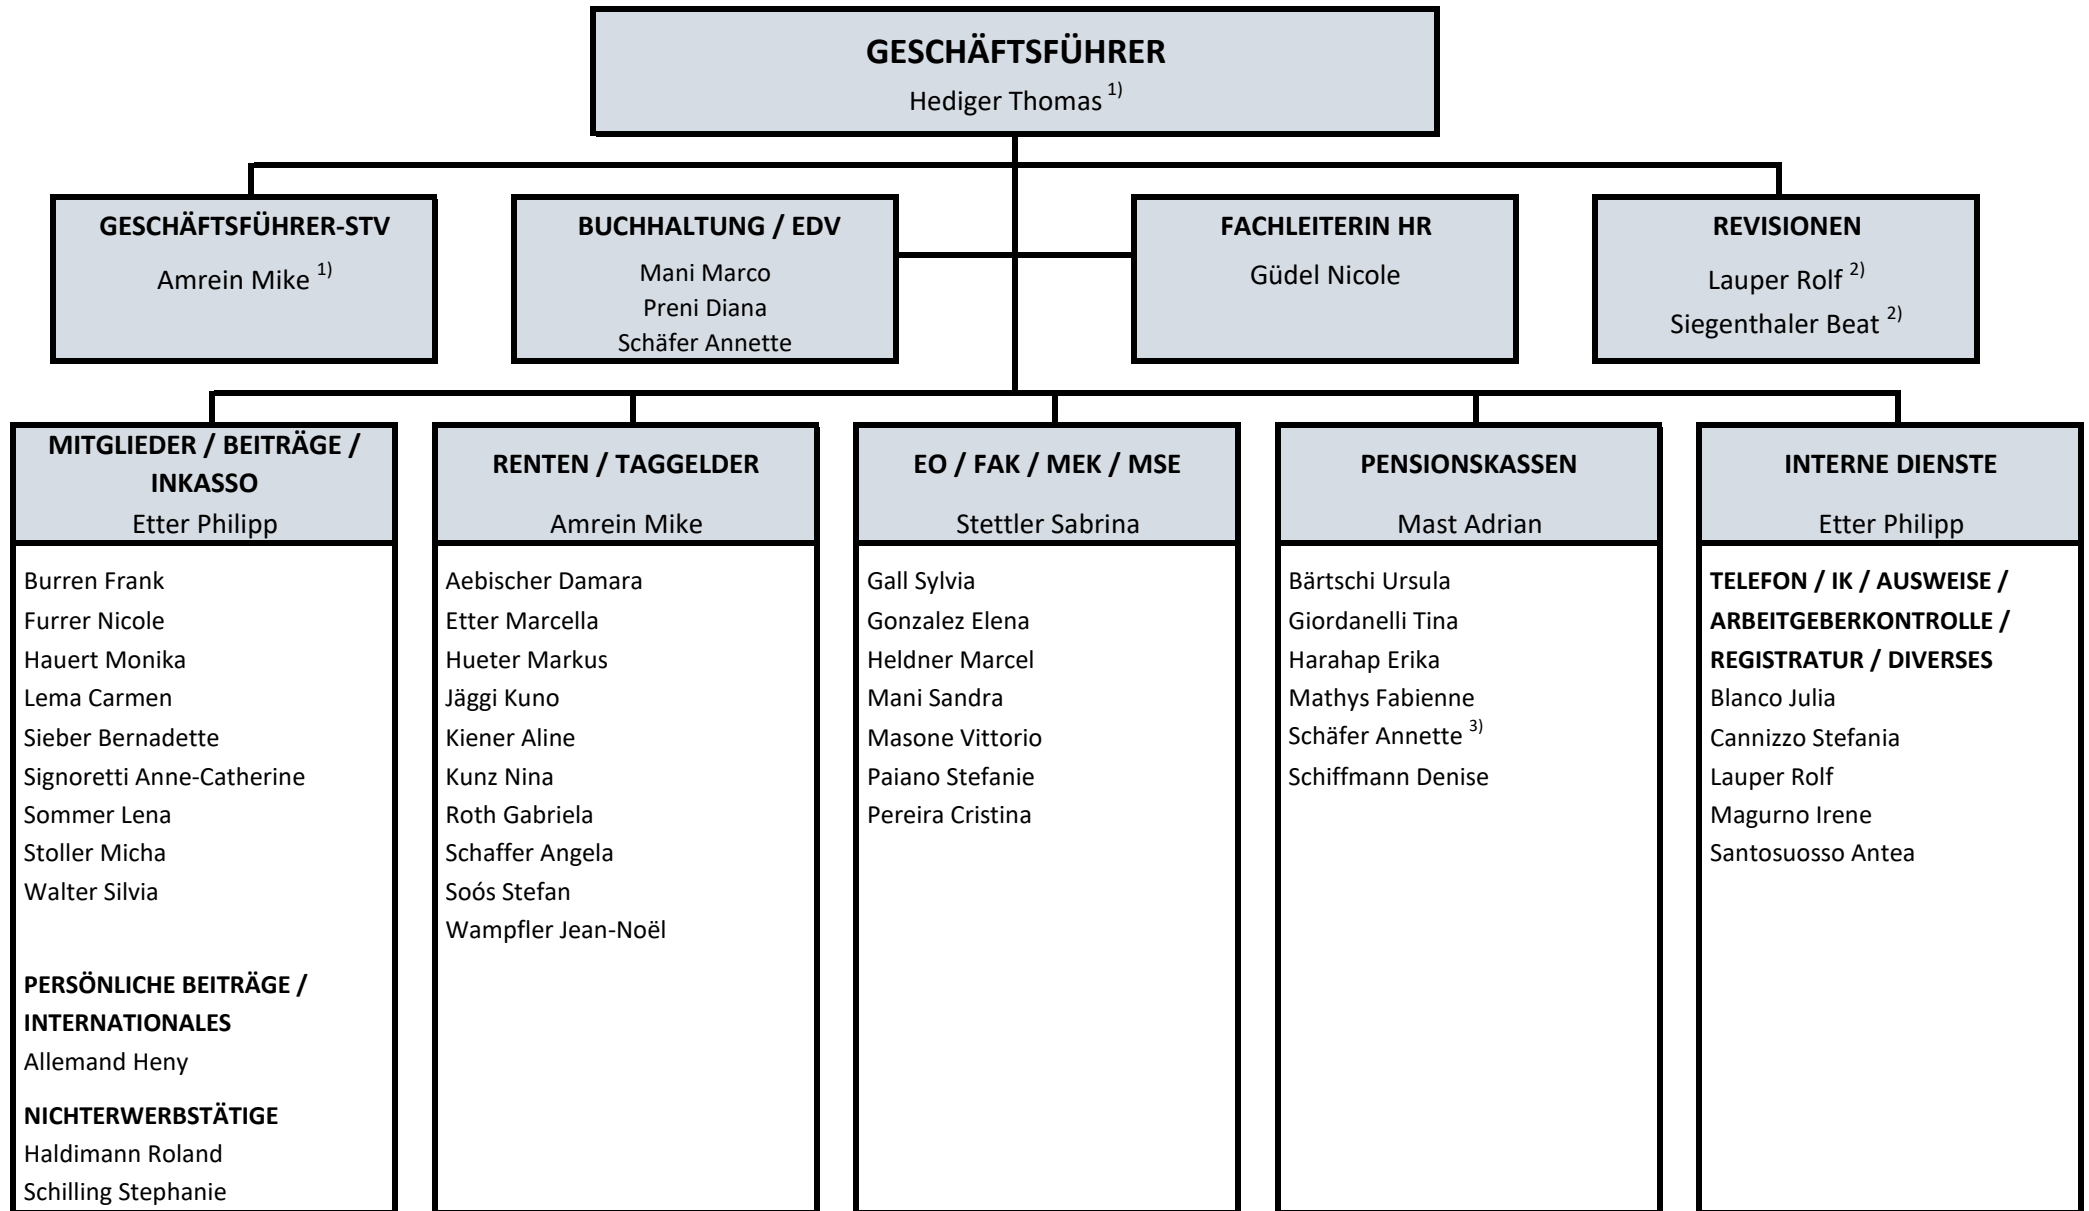 GESCHÄFTSFÜHRER
Hediger Thomas 1)
GESCHÄFTSFÜHRER-STV
Amrein Mike 1)
BUCHHALTUNG / EDV
Mani Marco
Preni Diana
Schäfer Annette
FACHLEITERIN HR
Güdel Nicole
REVISIONEN
Lauper Rolf 2)
Siegenthaler Beat 2)
MITGLIEDER / BEITRÄGE /
INKASSO
Etter Philipp
Burren Frank
Furrer Nicole
Hauert Monika
Lema Carmen
Sieber Bernadette
Signoretti Anne-Catherine
Sommer Lena
Stoller Micha
Walter Silvia
PERSÖNLICHE BEITRÄGE /
INTERNATIONALES
Allemand Heny
NICHTERWERBSTÄTIGE
Haldimann Roland
Schilling Stephanie
RENTEN / TAGGELDER
Amrein Mike
Aebischer Damara
Etter Marcella
Hueter Markus
Jäggi Kuno
Kiener Aline
Kunz Nina
Roth Gabriela
Schaffer Angela
Soós Stefan
Wampfler Jean-Noël
EO / FAK / MEK / MSE
Stettler Sabrina
Gall Sylvia
Gonzalez Elena
Heldner Marcel
Mani Sandra
Masone Vittorio
Paiano Stefanie
Pereira Cristina
PENSIONSKASSEN
Mast Adrian
Bärtschi Ursula
Giordanelli Tina
Harahap Erika
Mathys Fabienne
Schäfer Annette 3)
Schiffmann Denise
INTERNE DIENSTE
Etter Philipp
TELEFON / IK / AUSWEISE /
ARBEITGEBERKONTROLLE /
REGISTRATUR / DIVERSES
Blanco Julia
Cannizzo Stefania
Lauper Rolf
Magurno Irene
Santosuosso Antea